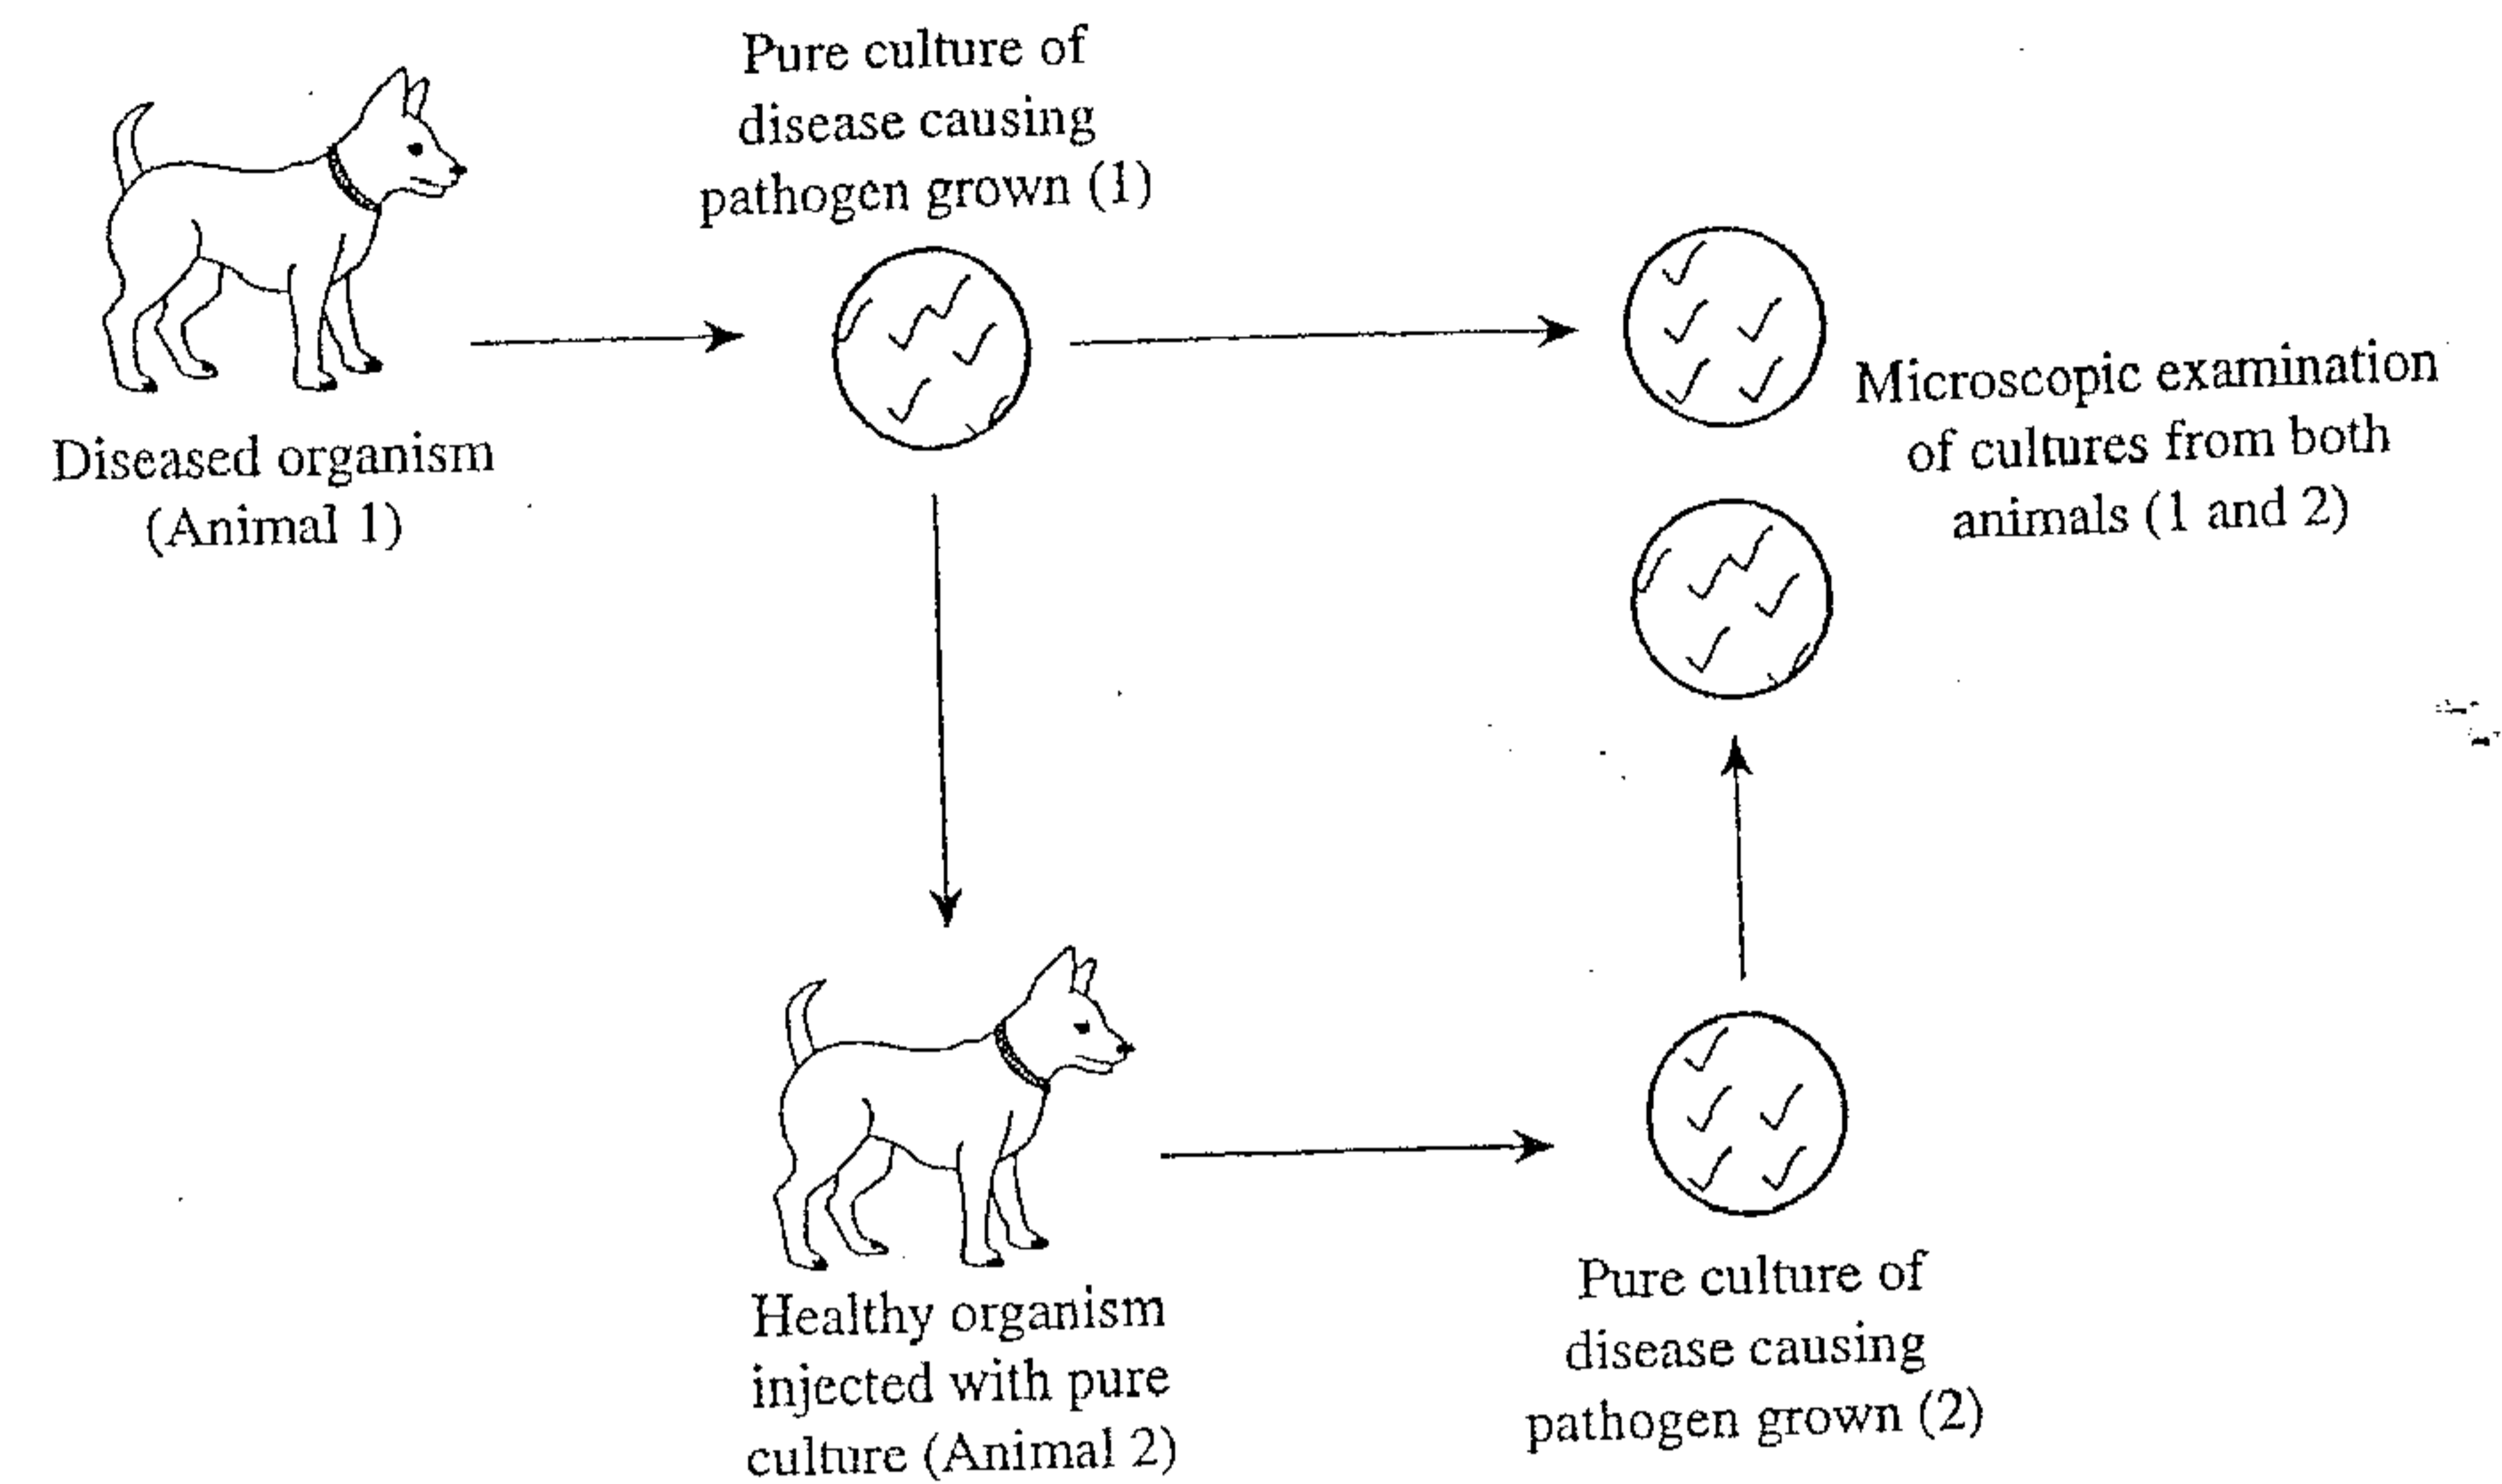 Pure culture of
disease causing
pathogen grown (1)
Diseased organism
(Animal 1)
Microscopic examination
of cultures from both
animals (1 and 2)
Healthy organism
injected with pure
culture (Animal 2)
Pure culture of
disease causing
pathogen grown (2)